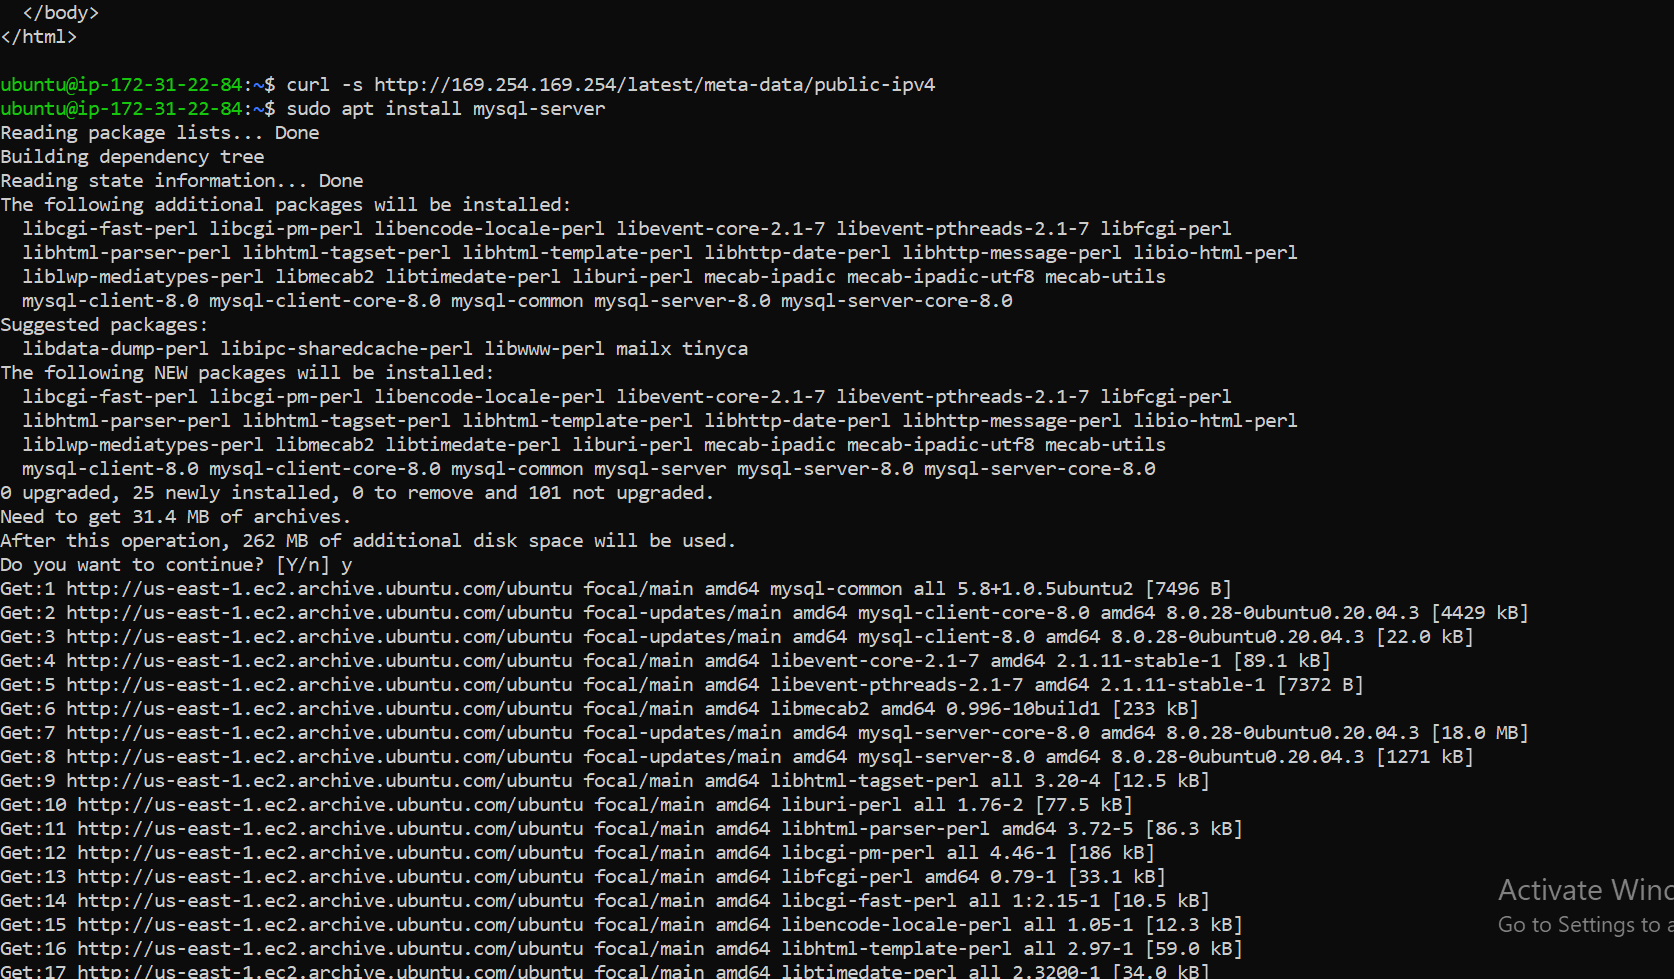 </body>
</html>

ubuntu@ip-172-31-22-84:~$ curl -s http://169.254.169.254/latest/meta-data/public-ipv4
ubuntu@ip-172-31-22-84:~$ sudo apt install mysql-server
Reading package lists... Done
Building dependency tree
Reading state information... Done
The following additional packages will be installed:
  libcgi-fast-perl libcgi-pm-perl libencode-locale-perl libevent-core-2.1-7 libevent-pthreads-2.1-7 libfcgi-perl
  libhtml-parser-perl libhtml-tagset-perl libhtml-template-perl libhttp-date-perl libhttp-message-perl libio-html-perl
  liblwp-mediatypes-perl libmecab2 libtimedate-perl liburi-perl mecab-ipadic mecab-ipadic-utf8 mecab-utils
  mysql-client-8.0 mysql-client-core-8.0 mysql-common mysql-server-8.0 mysql-server-core-8.0
Suggested packages:
  libdata-dump-perl libipc-sharedcache-perl libwww-perl mailx tinyca
The following NEW packages will be installed:
  libcgi-fast-perl libcgi-pm-perl libencode-locale-perl libevent-core-2.1-7 libevent-pthreads-2.1-7 libfcgi-perl
  libhtml-parser-perl libhtml-tagset-perl libhtml-template-perl libhttp-date-perl libhttp-message-perl libio-html-perl
  liblwp-mediatypes-perl libmecab2 libtimedate-perl liburi-perl mecab-ipadic mecab-ipadic-utf8 mecab-utils
  mysql-client-8.0 mysql-client-core-8.0 mysql-common mysql-server mysql-server-8.0 mysql-server-core-8.0
0 upgraded, 25 newly installed, 0 to remove and 101 not upgraded.
Need to get 31.4 MB of archives.
After this operation, 262 MB of additional disk space will be used.
Do you want to continue? [Y/n] y
Get:1 http://us-east-1.ec2.archive.ubuntu.com/ubuntu focal/main amd64 mysql-common all 5.8+1.0.5ubuntu2 [7496 B]
Get:2 http://us-east-1.ec2.archive.ubuntu.com/ubuntu focal-updates/main amd64 mysql-client-core-8.0 amd64 8.0.28-0ubuntu0.20.04.3 [4429 kB]
Get:3 http://us-east-1.ec2.archive.ubuntu.com/ubuntu focal-updates/main amd64 mysql-client-8.0 amd64 8.0.28-0ubuntu0.20.04.3 [22.0 kB]
Get:4 http://us-east-1.ec2.archive.ubuntu.com/ubuntu focal/main amd64 libevent-core-2.1-7 amd64 2.1.11-stable-1 [89.1 kB]
Get:5 http://us-east-1.ec2.archive.ubuntu.com/ubuntu focal/main amd64 libevent-pthreads-2.1-7 amd64 2.1.11-stable-1 [7372 B]
Get:6 http://us-east-1.ec2.archive.ubuntu.com/ubuntu focal/main amd64 libmecab2 amd64 0.996-10build1 [233 kB]
Get:7 http://us-east-1.ec2.archive.ubuntu.com/ubuntu focal-updates/main amd64 mysql-server-core-8.0 amd64 8.0.28-0ubuntu0.20.04.3 [18.0 MB]
Get:8 http://us-east-1.ec2.archive.ubuntu.com/ubuntu focal-updates/main amd64 mysql-server-8.0 amd64 8.0.28-0ubuntu0.20.04.3 [1271 kB]
Get:9 http://us-east-1.ec2.archive.ubuntu.com/ubuntu focal/main amd64 libhtml-tagset-perl all 3.20-4 [12.5 kB]
Get:10 http://us-east-1.ec2.archive.ubuntu.com/ubuntu focal/main amd64 liburi-perl all 1.76-2 [77.5 kB]
Get:11 http://us-east-1.ec2.archive.ubuntu.com/ubuntu focal/main amd64 libhtml-parser-perl amd64 3.72-5 [86.3 kB]
Get:12 http://us-east-1.ec2.archive.ubuntu.com/ubuntu focal/main amd64 libcgi-pm-perl all 4.46-1 [186 kB]
Get:13 http://us-east-1.ec2.archive.ubuntu.com/ubuntu focal/main amd64 libfcgi-perl amd64 0.79-1 [33.1 kB]
Get:14 http://us-east-1.ec2.archive.ubuntu.com/ubuntu focal/main amd64 libcgi-fast-perl all 1:2.15-1 [10.5 kB]
Get:15 http://us-east-1.ec2.archive.ubuntu.com/ubuntu focal/main amd64 libencode-locale-perl all 1.05-1 [12.3 kB]
Get:16 http://us-east-1.ec2.archive.ubuntu.com/ubuntu focal/main amd64 libhtml-template-perl all 2.97-1 [59.0 kB]
Get:17 http://us-east-1.ec2.archive.ubuntu.com/ubuntu focal/main amd64 libtimedate-perl all 2.3200-1 [34.0 kB]
Activate Wind
Go to Settings to a